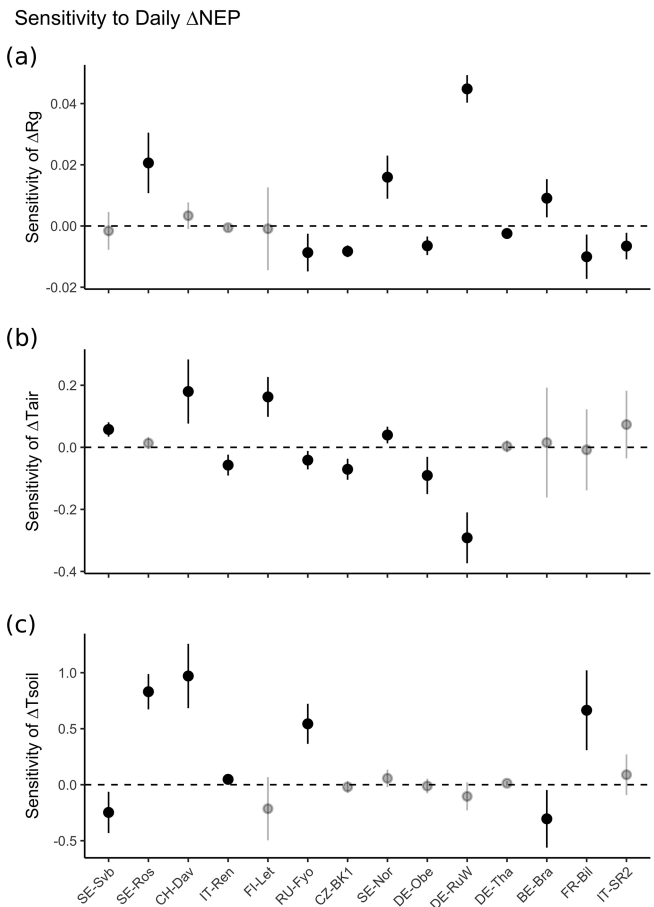 Sensitivity to Daily ΔNEP
(a)
Sensitivity of ΔRg
0.04
0.02
0.00
-0.02
(b)
Sensitivity of ΔTair
0.2
0.0
-0.2
-0.4
(c)
Sensitivity of ΔTsoil
1.0
0.5
0.0
-0.5
SE-Svb
SE-Ros
CH-Dav
IT-Ren
FI-Let
RU-Fyo
CZ-BK1
SE-Nor
DE-Obe
DE-RuW
DE-Tha
BE-Bra
FR-Bil
IT-SR2